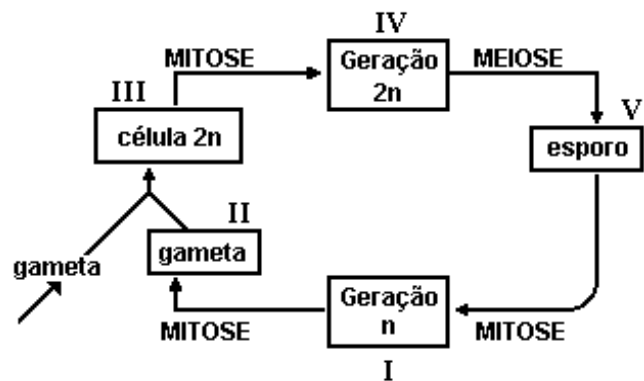 IV
MITOSE
Geração
2n
MEIOSE
III
célula 2n
V
esporo
II
gameta
gameta
Geração
n
MITOSE
MITOSE
I